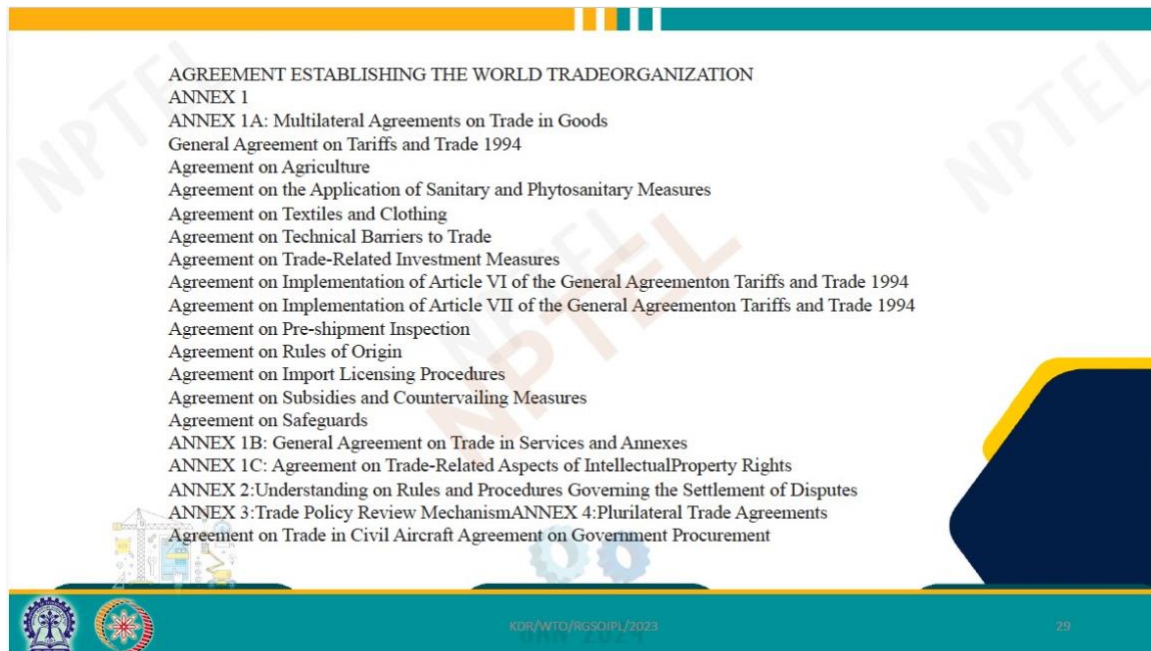 AGREEMENT ESTABLISHING THE WORLD TRADEORGANIZATION
ANNEX 1
ANNEX 1A: Multilateral Agreements on Trade in Goods
General Agreement on Tariffs and Trade 1994
Agreement on Agriculture
Agreement on the Application of Sanitary and Phytosanitary Measures
Agreement on Textiles and Clothing
Agreement on Technical Barriers to Trade
Agreement on Trade-Related Investment Measures
Agreement on Implementation of Article VI of the General Agreementon Tariffs and Trade 1994
Agreement on Implementation of Article VII of the General Agreementon Tariffs and Trade 1994
Agreement on Pre-shipment Inspection
Agreement on Rules of Origin
Agreement on Import Licensing Procedures
Agreement on Subsidies and Countervailing Measures
Agreement on Safeguards
ANNEX 1B: General Agreement on Trade in Services and Annexes
ANNEX 1C: Agreement on Trade-Related Aspects of IntellectualProperty Rights
ANNEX 2:Understanding on Rules and Procedures Governing the Settlement of Disputes
ANNEX 3:Trade Policy Review MechanismANNEX 4:Plurilateral Trade Agreements
Agreement on Trade in Civil Aircraft Agreement on Government Procurement
NPTEL
NPTEL
NPTEL
NPTEL
KDR/WTO/RGSOIPL/2023
JAN 2024
29